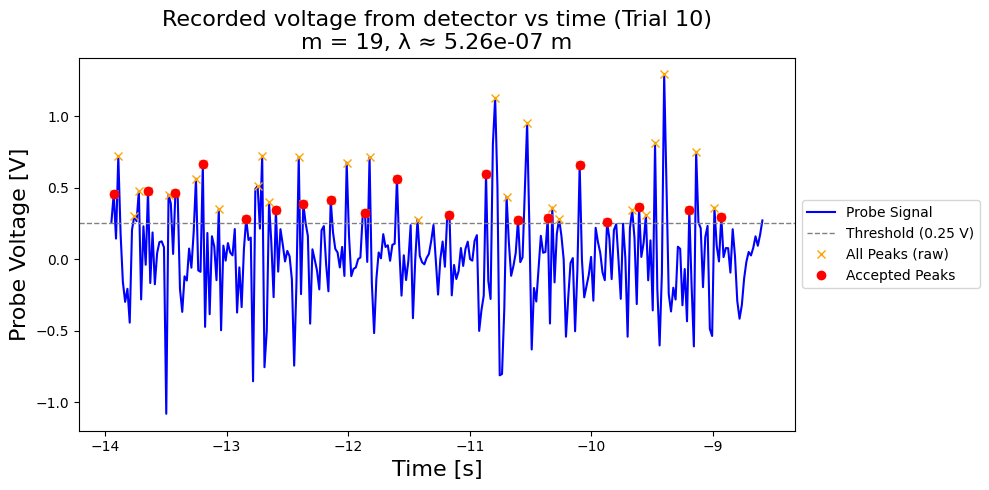 Recorded voltage from detector vs time (Trial 10)
m = 19, λ ≈ 5.26e-07 m
Probe Voltage [V]
1.0
0.5
0.0
−0.5
−1.0
−14
−13
−12
−11
−10
−9
Time [s]
Probe Signal
Threshold (0.25 V)
All Peaks (raw)
Accepted Peaks